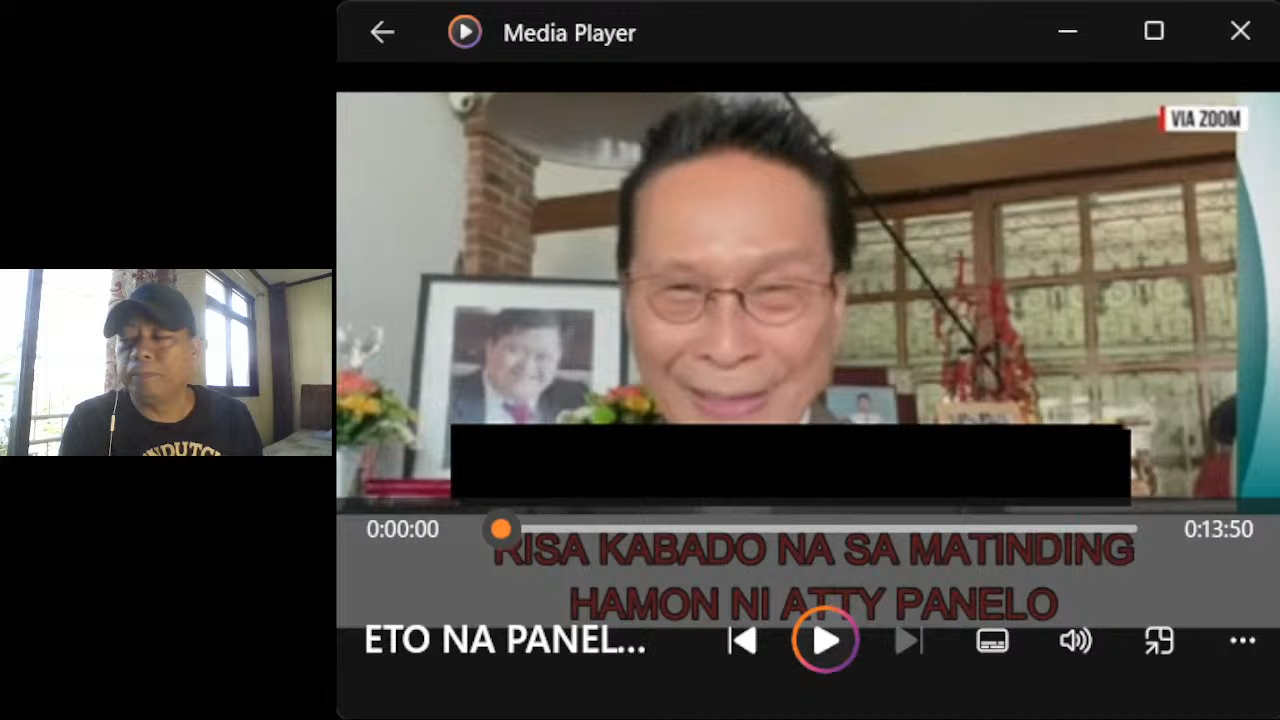 Media Player
VIA ZOOM
0:00:00
0:13:50
RISA KABADO NA SA MATINDING
HAMON NI ATTY PANELO
ETO NA PANEL...